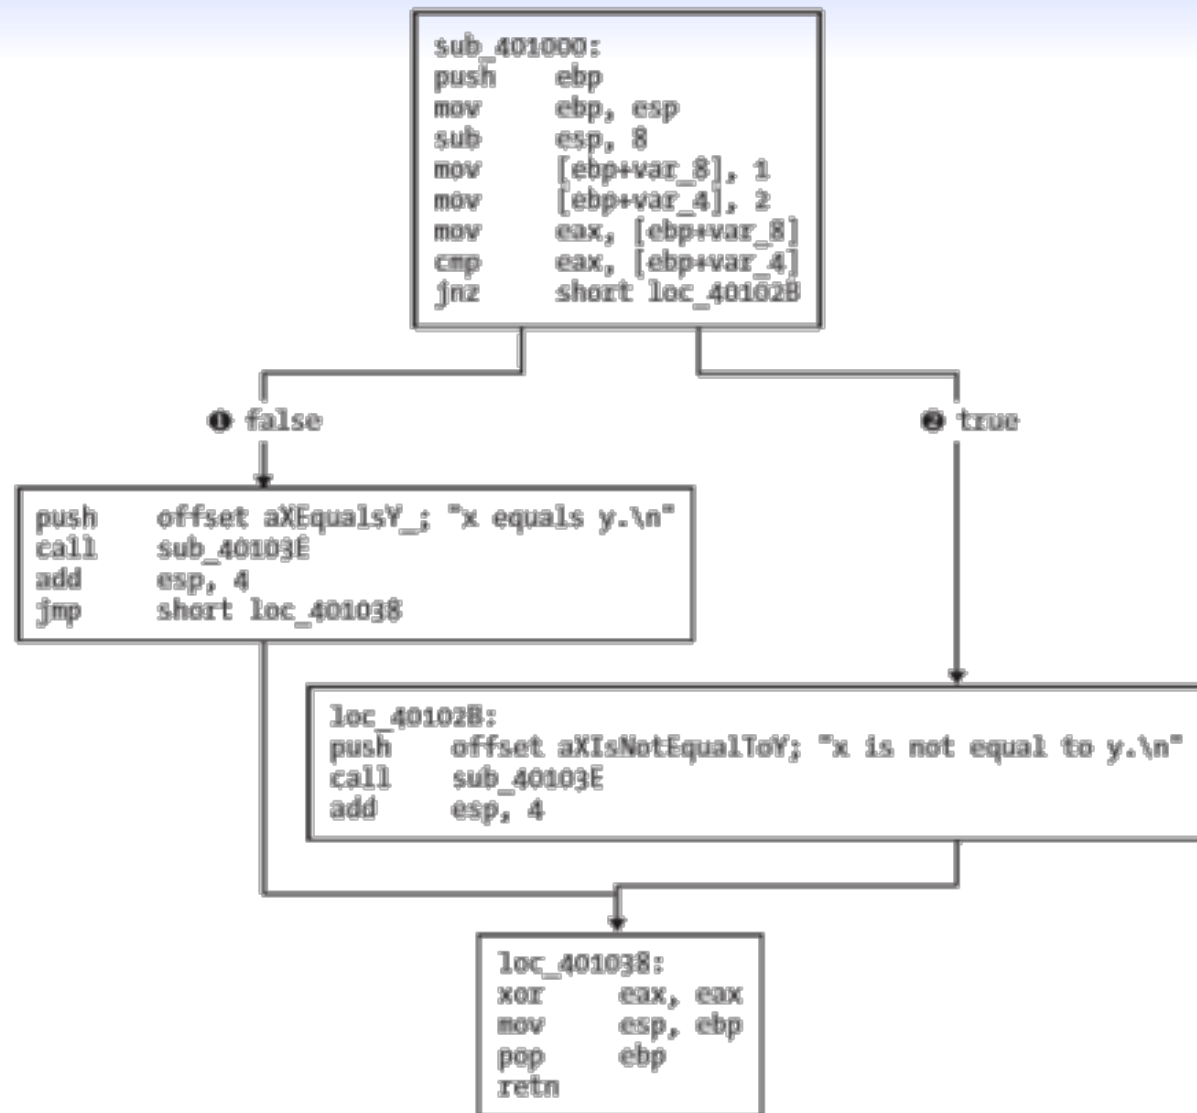 sub_401000:
push ebp
mov ebp, esp
sub esp, 8
mov [ebp+var_8], 1
mov [ebp+var_4], 2
mov eax, [ebp+var_8]
cmp eax, [ebp+var_4]
jnz short loc_40102B
❶ false
❷ true
push offset aXEqualsY_; "x equals y.\n"
call sub_40103E
add esp, 4
jmp short loc_401038
loc_40102B:
push offset aXIsNotEqualToY; "x is not equal to y.\n"
call sub_40103E
add esp, 4
loc_401038:
xor eax, eax
mov esp, ebp
pop ebp
retn